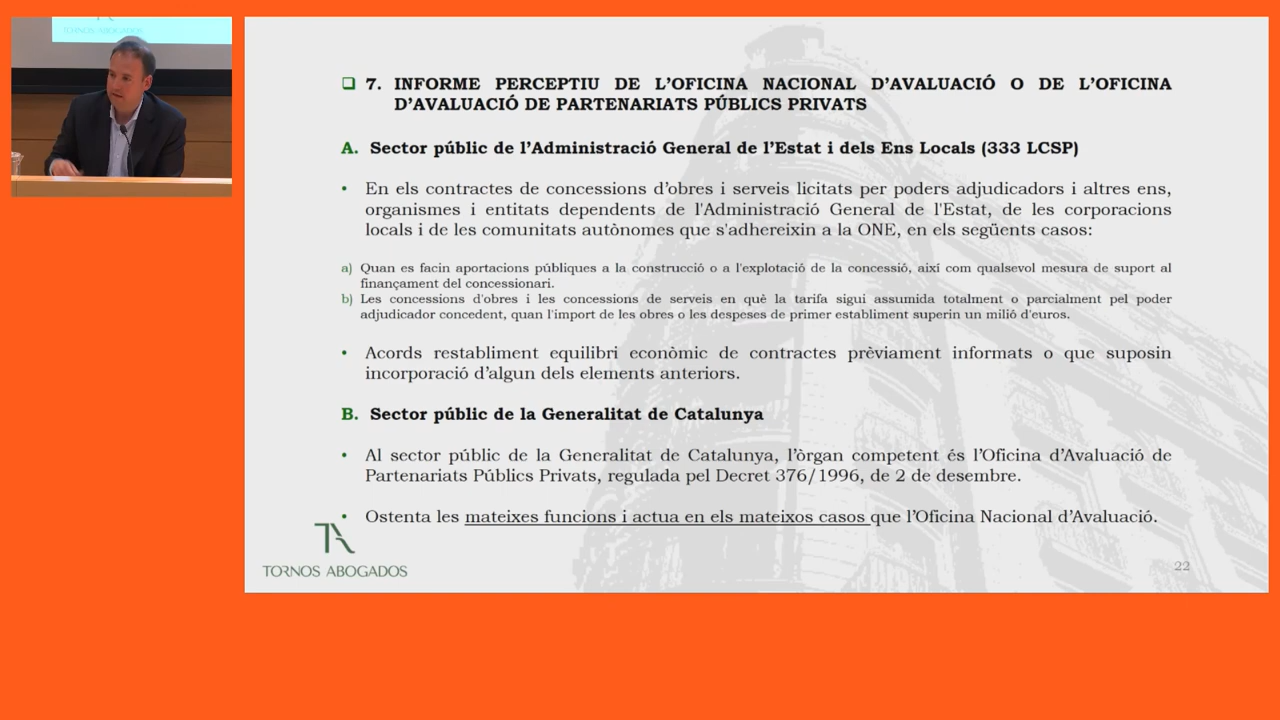 TORNOS ABOGADOS
7. INFORME PERCEPTIU DE L’OFICINA NACIONAL D’AVALUACIÓ O DE L’OFICINA
D’AVALUACIÓ DE PARTENARIATS PÚBLICS PRIVATS
A. Sector públic de l’Administració General de l’Estat i dels Ens Locals (333 LCSP)
• En els contractes de concessions d’obres i serveis licitats per poders adjudicadors i altres ens,
organismes i entitats dependents de l'Administració General de l'Estat, de les corporacions
locals i de les comunitats autònomes que s'adhereixin a la ONE, en els següents casos:
a) Quan es facin aportacions públiques a la construcció o a l'explotació de la concessió, així com qualsevol mesura de suport al
finançament del concessionari.
b) Les concessions d'obres i les concessions de serveis en què la tarifa sigui assumida totalment o parcialment pel poder
adjudicador concedent, quan l'import de les obres o les despeses de primer establiment superin un milió d'euros.
• Acords restabliment equilibri econòmic de contractes prèviament informats o que suposin
incorporació d’algun dels elements anteriors.
B. Sector públic de la Generalitat de Catalunya
• Al sector públic de la Generalitat de Catalunya, l’òrgan competent és l’Oficina d’Avaluació de
Partenariats Públics Privats, regulada pel Decret 376/1996, de 2 de desembre.
• Ostenta les mateixes funcions i actua en els mateixos casos que l’Oficina Nacional d’Avaluació.
TA
TORNOS ABOGADOS
22